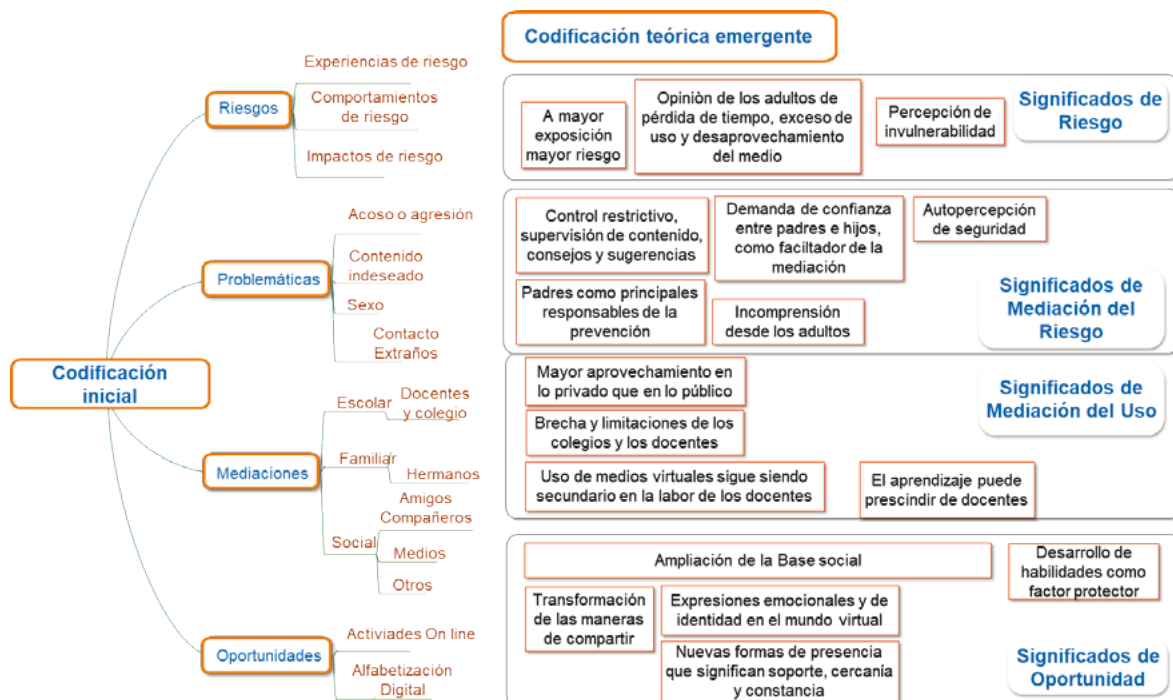 Codificación teórica emergente
Codificación
inicial
Riesgos
Experiencias de riesgo
Comportamientos
de riesgo
Impactos de riesgo
Problemáticas
Acoso o agresión
Contenido
indeseado
Sexo
Contacto
Extraños
Mediaciones
Escolar
Docentes
y colegio
Familiar
Hermanos
Social
Amigos
Compañeros
Medios
Otros
Oportunidades
Activiades On line
Alfabetización
Digital
A mayor
exposición
mayor riesgo
Opiniòn de los adultos de
pérdida de tiempo, exceso de
uso y desaprovechamiento
del medio
Percepción de
invulnerabilidad
Significados de
Riesgo
Control restrictivo,
supervisión de contenido,
consejos y sugerencias
Demanda de confianza
entre padres e hijos,
como faciltador de la
mediación
Autopercepción
de seguridad
Padres como principales
responsables de la
prevención
Incomprensión
desde los adultos
Significados de
Mediación del
Riesgo
Mayor aprovechamiento en
lo privado que en lo público
Brecha y limitaciones de los
colegios y los docentes
Uso de medios virtuales sigue siendo
secundario en la labor de los docentes
El aprendizaje puede
prescindir de docentes
Significados de
Mediación del Uso
Ampliación de la Base social
Desarrollo de
habilidades como
factor protector
Transformación
de las maneras
de compartir
Expresiones emocionales y de
identidad en el mundo virtual
Nuevas formas de presencia
que significan soporte, cercanía
y constancia
Significados de
Oportunidad